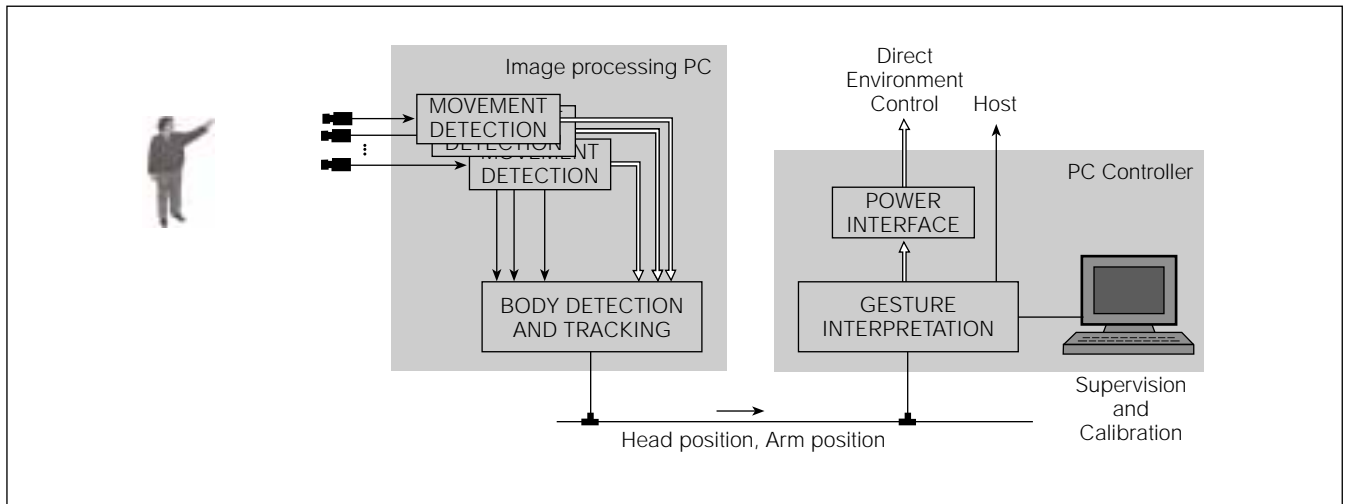 Image processing PC
MOVEMENT
DETECTION
DETECTION
MOVEMENT
DETECTION
BODY DETECTION
AND TRACKING
Head position, Arm position
Direct
Environment
Control
Host
PC Controller
POWER
INTERFACE
GESTURE
INTERPRETATION
Supervision
and
Calibration